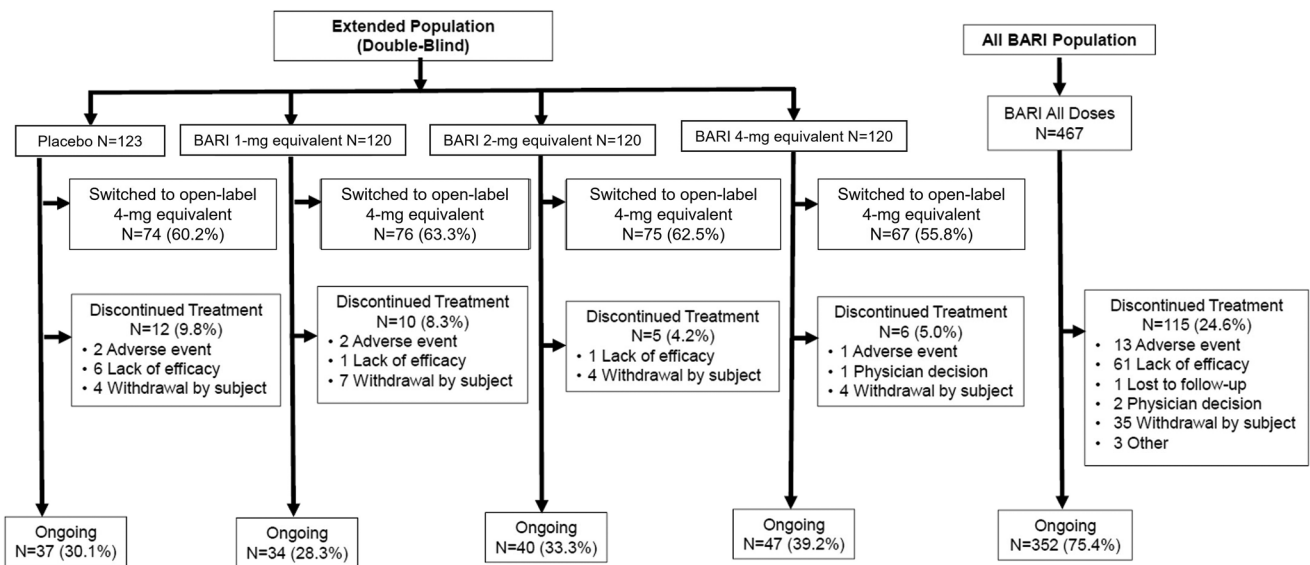 Extended Population
(Double-Blind)
All BARI Population
Placebo N=123
BARI 1-mg equivalent N=120
BARI 2-mg equivalent N=120
BARI 4-mg equivalent N=120
BARI All Doses
N=467
Switched to open-label
4-mg equivalent
N=74 (60.2%)
Switched to open-label
4-mg equivalent
N=76 (63.3%)
Switched to open-label
4-mg equivalent
N=75 (62.5%)
Switched to open-label
4-mg equivalent
N=67 (55.8%)
Discontinued Treatment
N=12 (9.8%)
• 2 Adverse event
• 6 Lack of efficacy
• 4 Withdrawal by subject
Discontinued Treatment
N=10 (8.3%)
• 2 Adverse event
• 1 Lack of efficacy
• 7 Withdrawal by subject
Discontinued Treatment
N=5 (4.2%)
• 1 Lack of efficacy
• 4 Withdrawal by subject
Discontinued Treatment
N=6 (5.0%)
• 1 Adverse event
• 1 Physician decision
• 4 Withdrawal by subject
Discontinued Treatment
N=115 (24.6%)
• 13 Adverse event
• 61 Lack of efficacy
• 1 Lost to follow-up
• 2 Physician decision
• 35 Withdrawal by subject
• 3 Other
Ongoing
N=37 (30.1%)
Ongoing
N=34 (28.3%)
Ongoing
N=40 (33.3%)
Ongoing
N=47 (39.2%)
Ongoing
N=352 (75.4%)